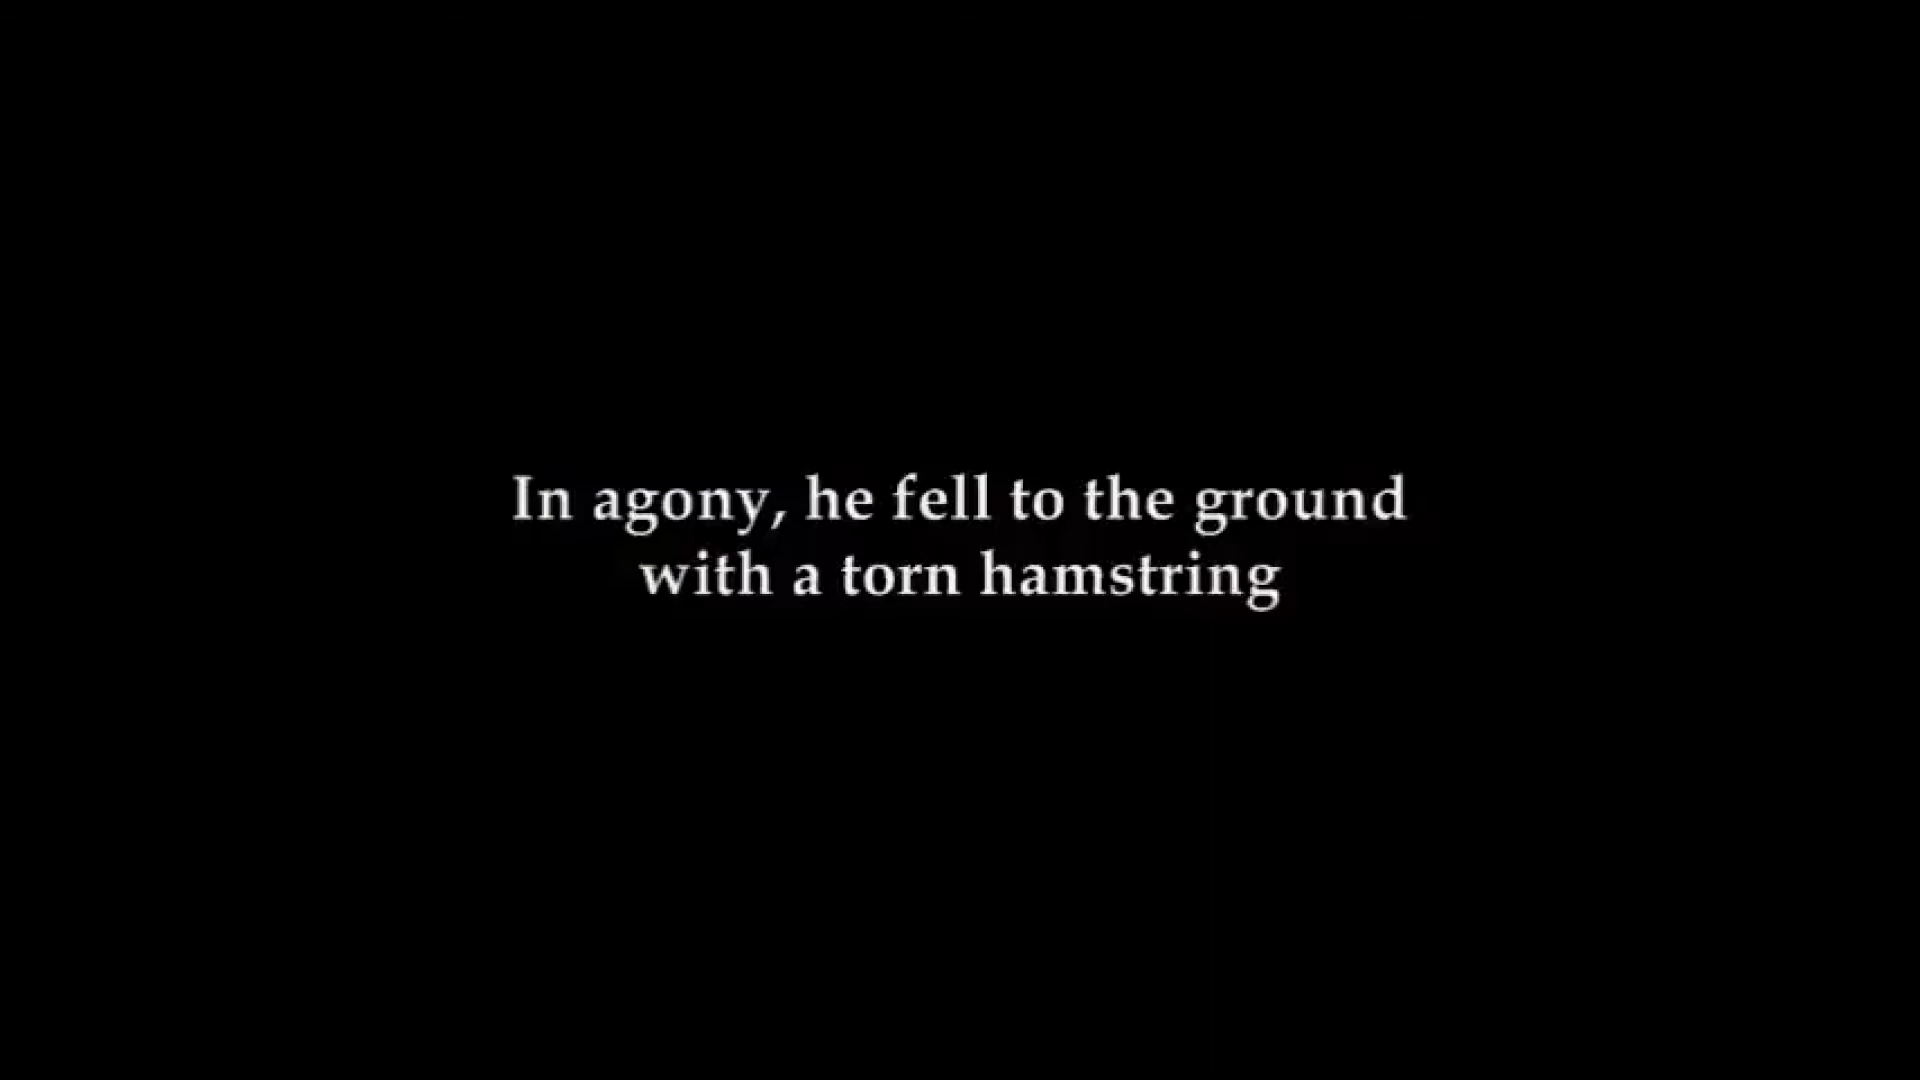 In agony, he fell to the ground
with a torn hamstring